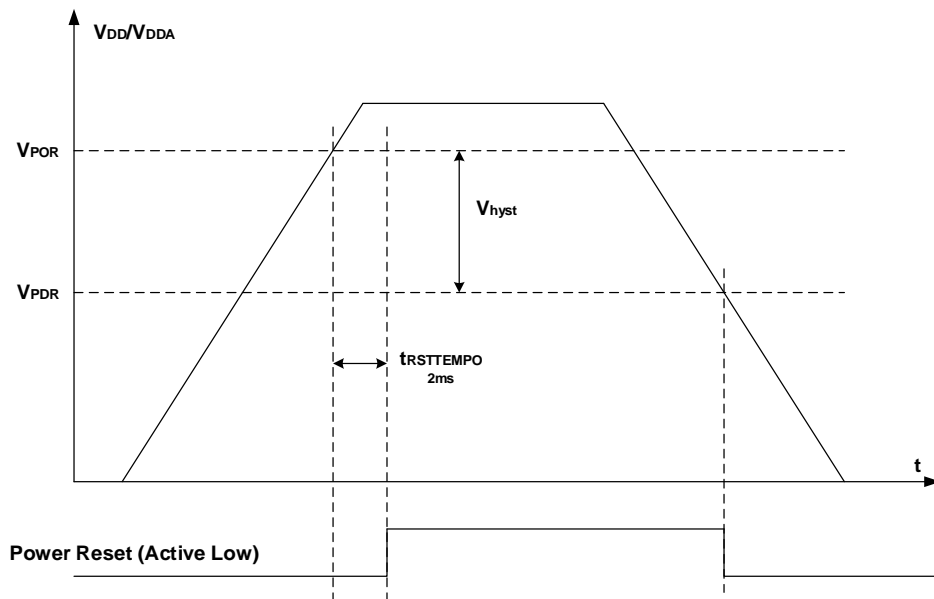 VDD/VDDA
VPOR
Vhyst
VPDR
tRSTTEMPO
2ms
t
Power Reset (Active Low)